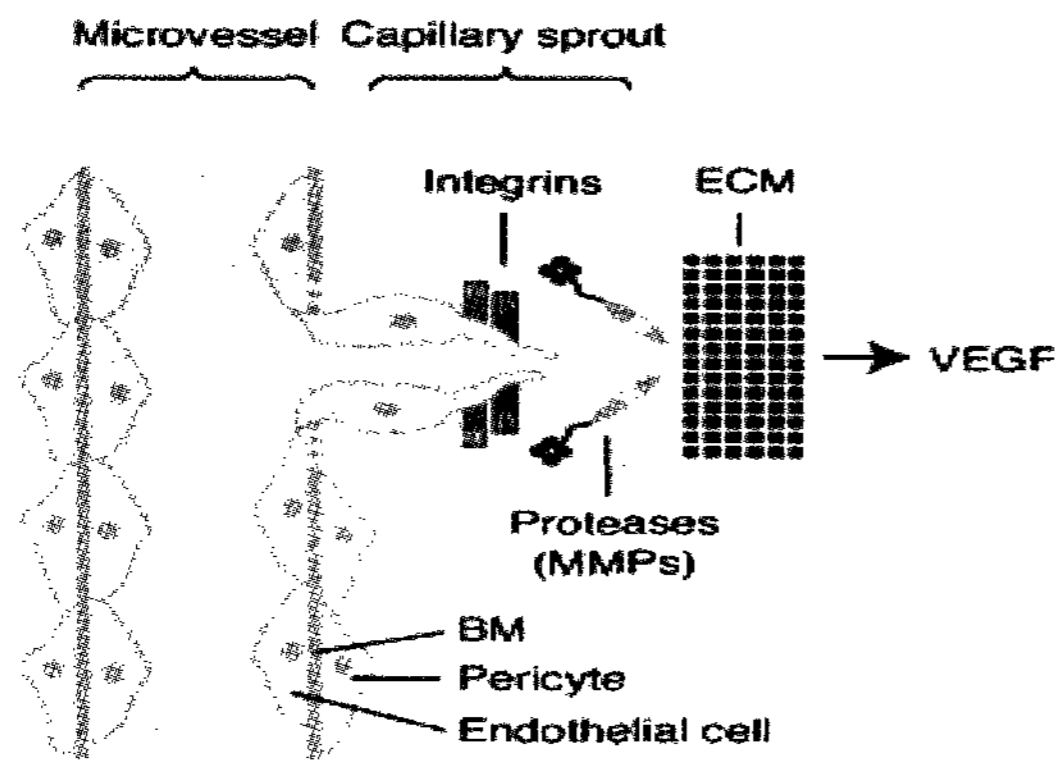 Microvessel Capillary sprout
Integrins
ECM
VEGF
Proteases
(MMPs)
BM
Pericyte
Endothelial cell